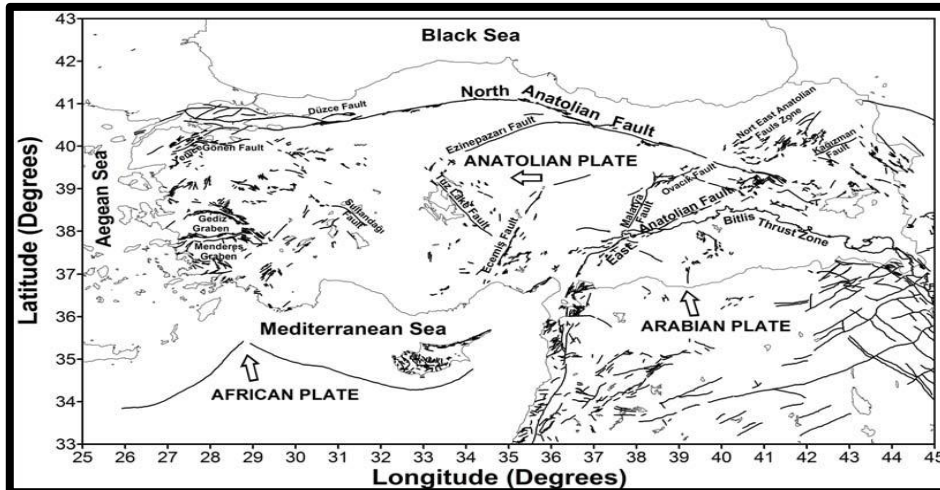 43
42
41
40
39
38
37
36
35
34
33
Latitude (Degrees)
Aegean Sea
Black Sea
Düzce Fault
North Anatolian Fault
Yenice Gönen Fault
Ezinepazarı Fault
Nort East Anatolian
Fauls Zone
Kağızman
Fault
ANATOLIAN PLATE
Tuz Lake Fault
Ovacık Fault
Malatya
Fault
Sultandağı
Fault
Gediz
Graben
Menderes
Graben
Ecemis Fault
East Anatolian Fault
Bitlis Thrust Zone
Mediterranean Sea
ARABIAN PLATE
AFRICAN PLATE
25 26 27 28 29 30 31 32 33 34 35 36 37 38 39 40 41 42 43 44 45
Longitude (Degrees)